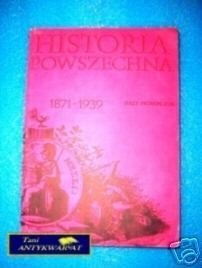 HISTORIA
POWSZECHNA
1871-1939
Tani
ANTYKWARIAT